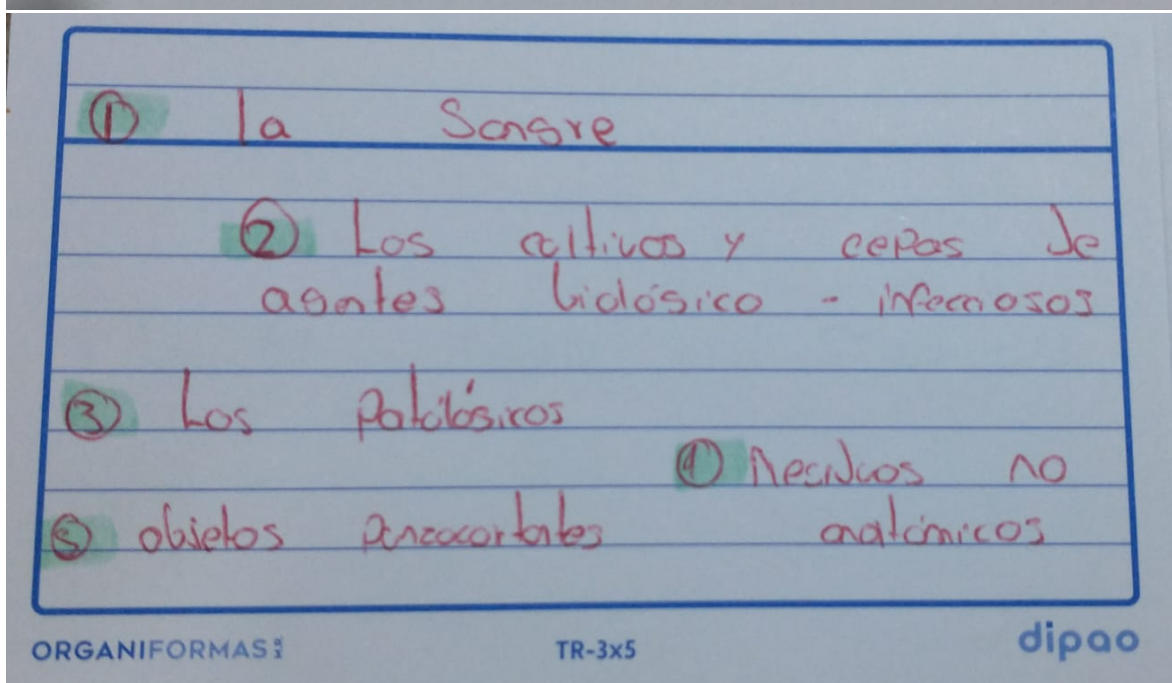 ① la Sangre
② Los cultivos y cepas de
agentes biológico - infecciosos
③ Los Patológicos
④ Reciduos no
anatómicos
⑤ objetos punzocortantes
ORGANIFORMAS
TR-3x5
dipao